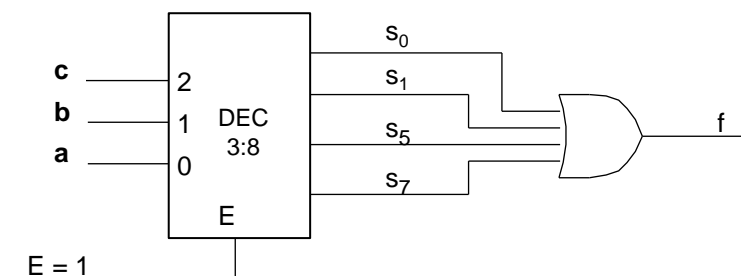 s₀
c 2
s₁
b 1 DEC
3:8
f
a 0
s₅
s₇
E
E = 1